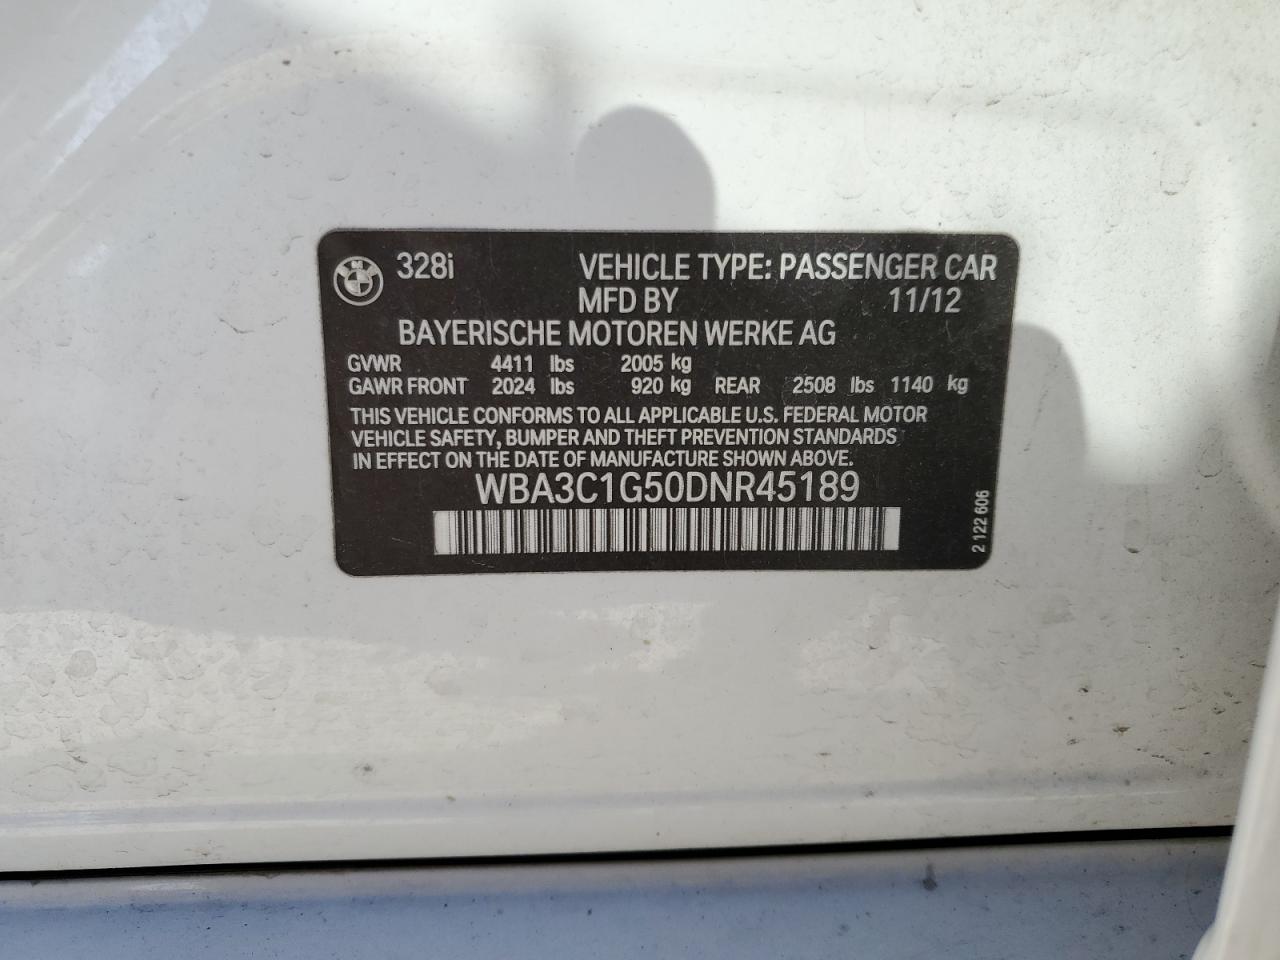 328i VEHICLE TYPE: PASSENGER CAR
MFD BY 11/12
BAYERISCHE MOTOREN WERKE AG
GVWR 4411 lbs 2005 kg
GAWR FRONT 2024 lbs 920 kg REAR 2508 lbs 1140 kg
THIS VEHICLE CONFORMS TO ALL APPLICABLE U.S. FEDERAL MOTOR
VEHICLE SAFETY, BUMPER AND THEFT PREVENTION STANDARDS
IN EFFECT ON THE DATE OF MANUFACTURE SHOWN ABOVE.
WBA3C1G50DNR45189
2 122 606